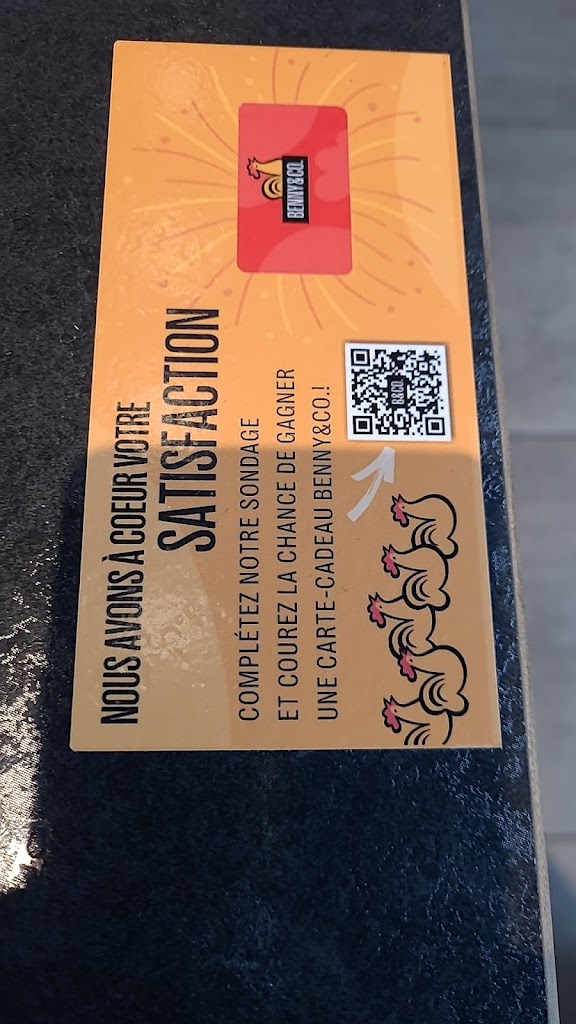 NOUS AVONS À COEUR VOTRE
SATISFACTION
COMPLÉTEZ NOTRE SONDAGE
ET COUREZ LA CHANCE DE GAGNER
UNE CARTE-CADEAU BENNY&CO.!
BENNY&CO.
B&CO.